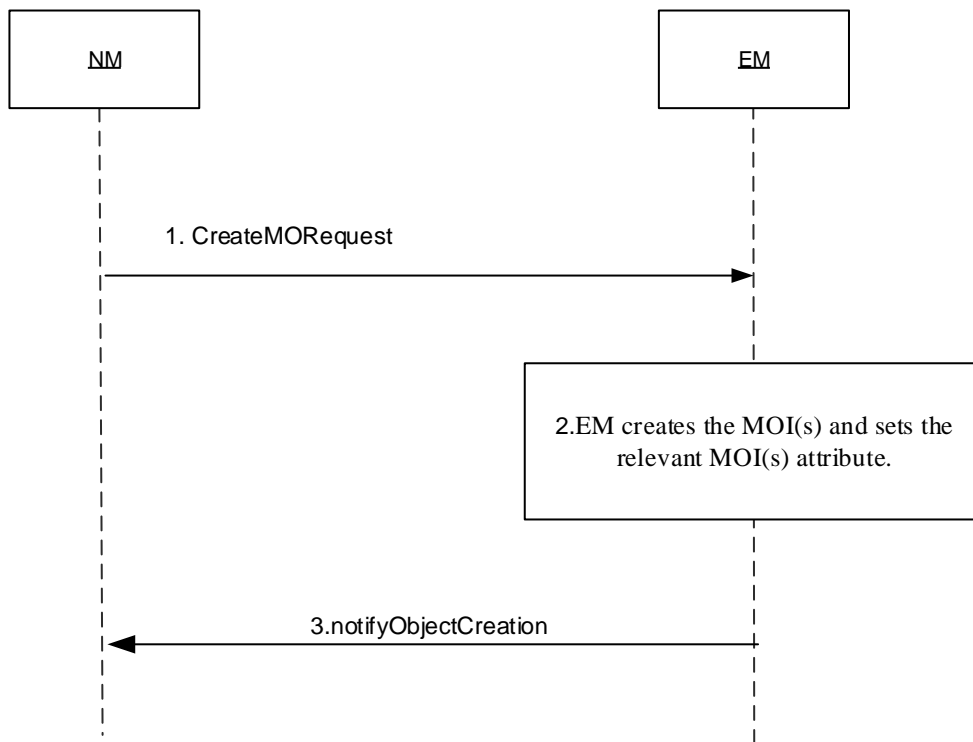 NM
EM
1. CreateMORequest
2.EM creates the MOI(s) and sets the
relevant MOI(s) attribute.
3.notifyObjectCreation